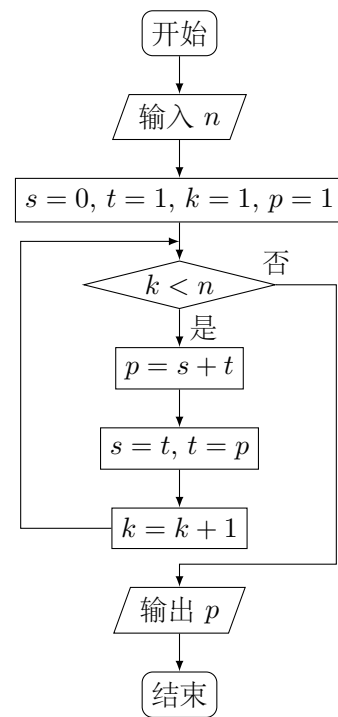 开始
输入 n
s = 0, t = 1, k = 1, p = 1
k < n
否
是
p = s + t
s = t, t = p
k = k + 1
输出 p
结束